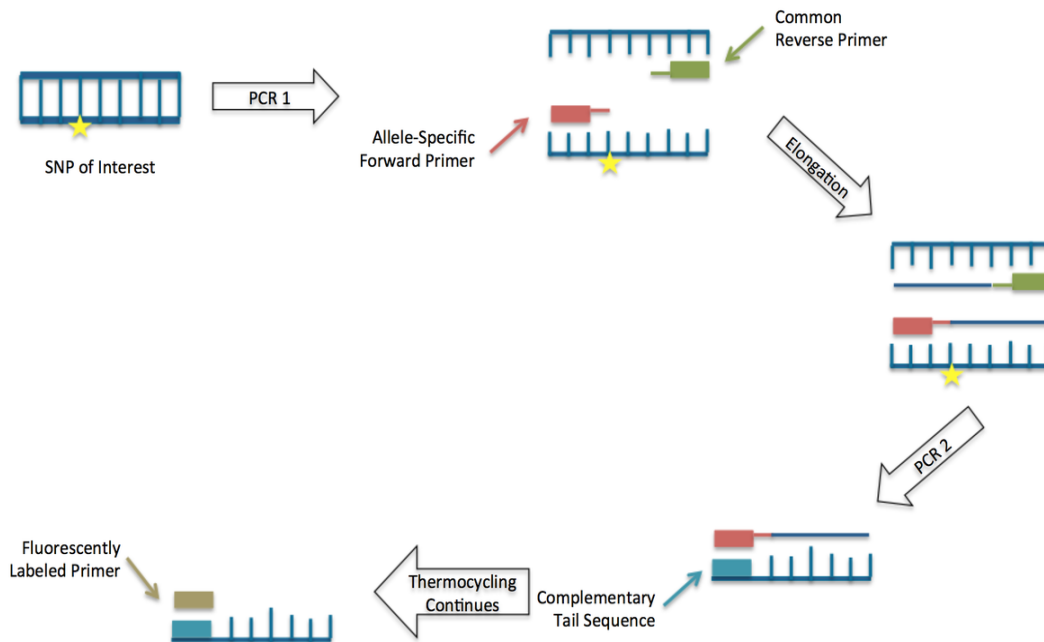 Common
Reverse Primer
PCR 1
SNP of Interest
Allele-Specific
Forward Primer
Elongation
PCR 2
Complementary
Tail Sequence
Thermocycling
Continues
Fluorescently
Labeled Primer